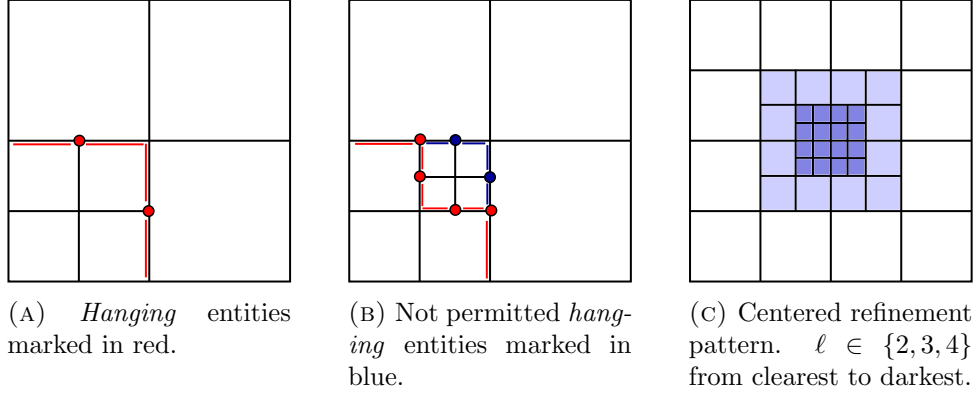 (A) Hanging entities
marked in red.
(B) Not permitted hang-
ing entities marked in
blue.
(C) Centered refinement
pattern. ℓ ∈ {2, 3, 4}
from clearest to darkest.